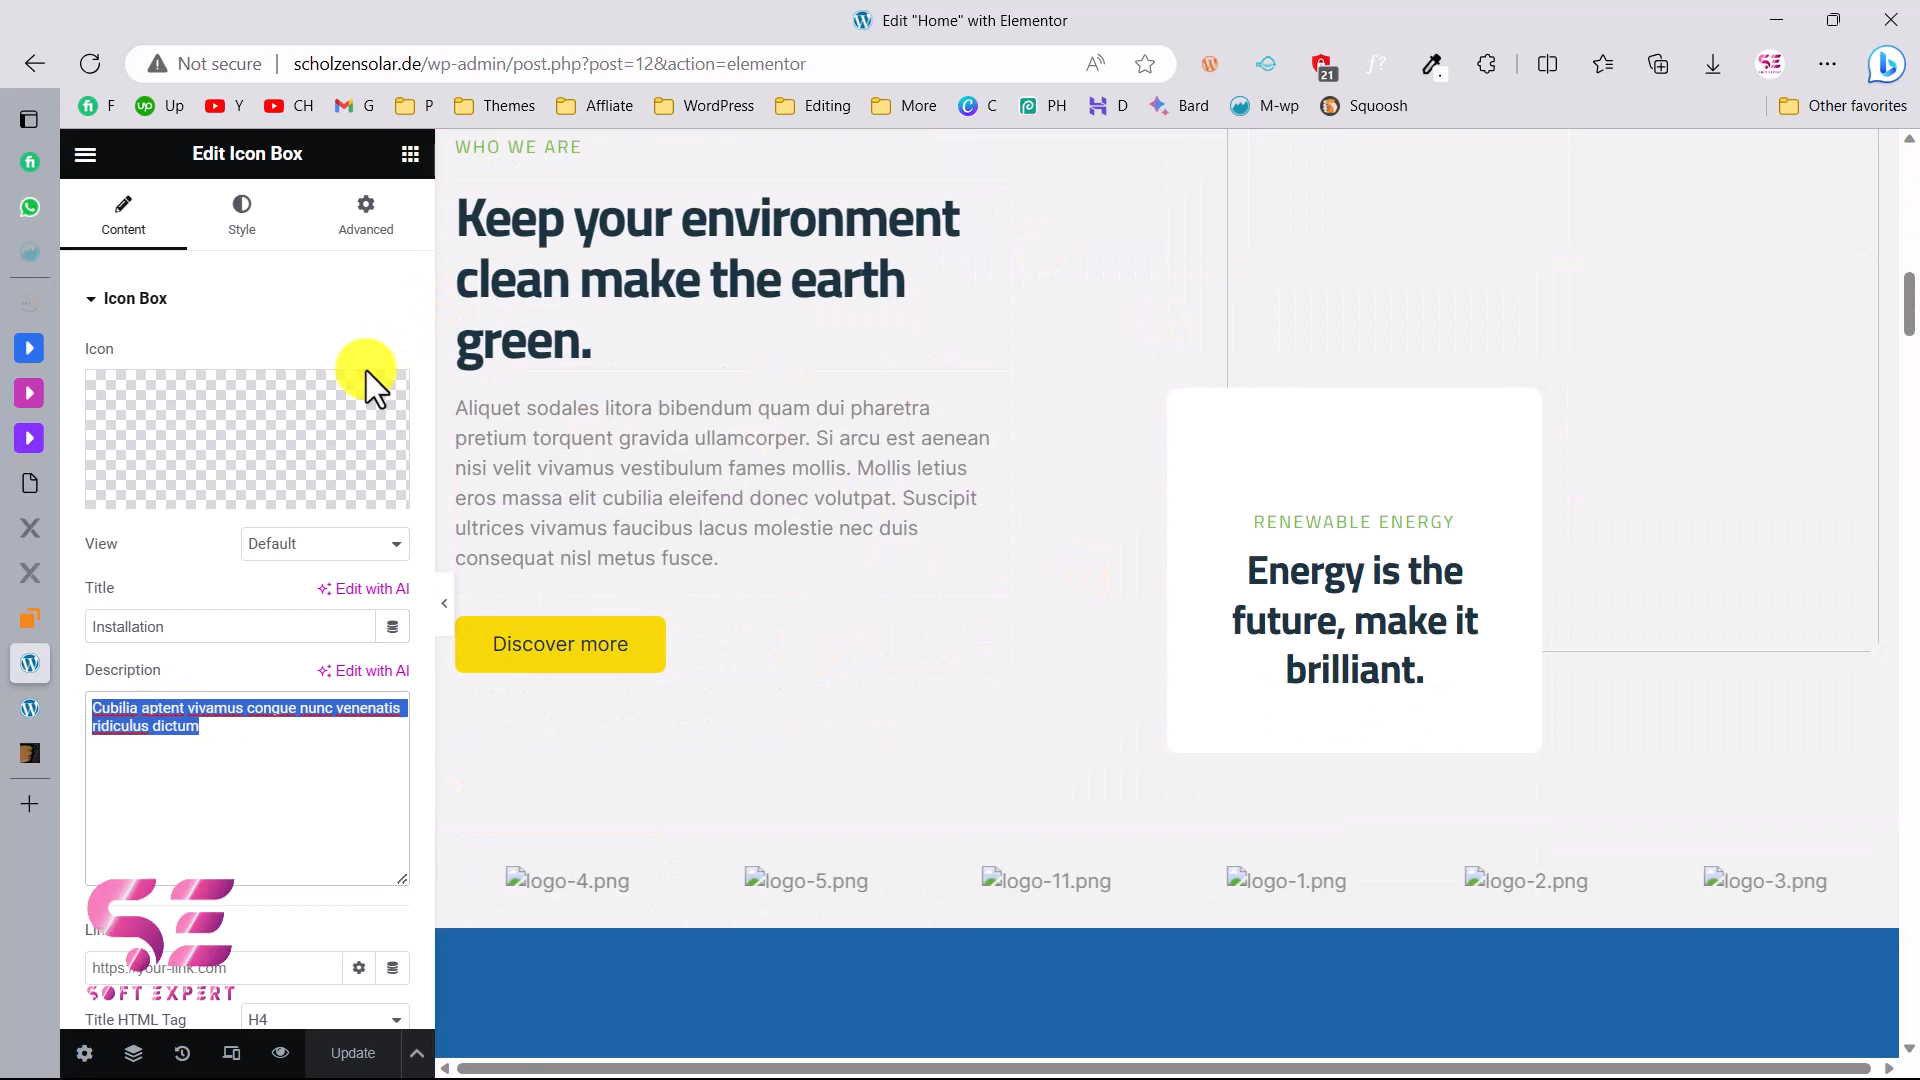 Edit "Home" with Elementor
Not secure
scholzensolar.de/wp-admin/post.php?post=12&action=elementor
21
F
Up
Y
CH
G
P
Themes
Affliate
WordPress
Editing
More
C
PH
D
Bard
M-wp
Squoosh
Other favorites
Edit Icon Box
Content
Style
Advanced
Icon Box
Icon
View
Default
Title
Edit with AI
Installation
Description
Edit with AI
Cubilia aptent vivamus congue nunc venenatis
ridiculus dictum
https://your-link.com
SOFT EXPERT
Title HTML Tag
H4
Update
WHO WE ARE
Keep your environment
clean make the earth
green.
Aliquet sodales litora bibendum quam dui pharetra
pretium torquent gravida ullamcorper. Si arcu est aenean
nisi velit vivamus vestibulum fames mollis. Mollis letius
eros massa elit cubilia eleifend donec volutpat. Suscipit
ultrices vivamus faucibus lacus molestie nec duis
consequat nisl metus fusce.
Discover more
RENEWABLE ENERGY
Energy is the
future, make it
brilliant.
logo-4.png
logo-5.png
logo-11.png
logo-1.png
logo-2.png
logo-3.png